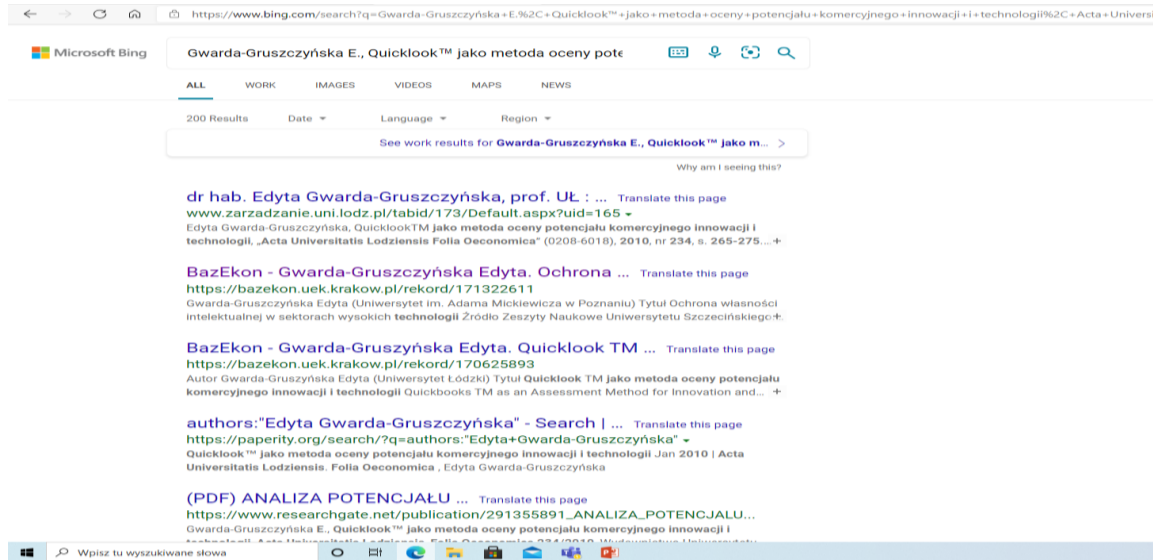 https://www.bing.com/search?q=Gwarda-Gruszczyńska+E.%2C+Quicklook™+jako+metoda+oceny+potencjału+komercyjnego+innowacji+i+technologii%2C+Acta+Universi
Microsoft Bing
Gwarda-Gruszczyńska E., Quicklook™ jako metoda oceny pote
ALL WORK IMAGES VIDEOS MAPS NEWS
200 Results Date Language Region
See work results for Gwarda-Gruszczyńska E., Quicklook™ jako m... >
Why am I seeing this?
dr hab. Edyta Gwarda-Gruszczyńska, prof. UŁ : ... Translate this page
www.zarzadzanie.uni.lodz.pl/tabid/173/Default.aspx?uid=165
Edyta Gwarda-Gruszczyńska, QuicklookTM jako metoda oceny potencjału komercyjnego innowacji i
technologii, „Acta Universitatis Lodziensis Folia Oeconomica" (0208-6018), 2010, nr 234, s. 265-275....+
BazEkon - Gwarda-Gruszczyńska Edyta. Ochrona ... Translate this page
https://bazekon.uek.krakow.pl/rekord/171322611
Gwarda-Gruszczyńska Edyta (Uniwersytet im. Adama Mickiewicza w Poznaniu) Tytuł Ochrona własności
intelektualnej w sektorach wysokich technologii Źródło Zeszyty Naukowe Uniwersytetu Szczecińskiego.+
BazEkon - Gwarda-Gruszyńska Edyta. Quicklook TM ... Translate this page
https://bazekon.uek.krakow.pl/rekord/170625893
Autor Gwarda-Gruszyńska Edyta (Uniwersytet Łódzki) Tytuł Quicklook TM jako metoda oceny potencjału
komercyjnego innowacji i technologii Quickbooks TM as an Assessment Method for Innovation and... +
authors:"Edyta Gwarda-Gruszczyńska" - Search | ... Translate this page
https://paperity.org/search/?q=authors:"Edyta+Gwarda-Gruszczyńska"
Quicklook™ jako metoda oceny potencjału komercyjnego innowacji i technologii Jan 2010 | Acta
Universitatis Lodziensis. Folia Oeconomica , Edyta Gwarda-Gruszczyńska
(PDF) ANALIZA POTENCJAŁU ... Translate this page
https://www.researchgate.net/publication/291355891_ANALIZA_POTENCJALU...
Gwarda-Gruszczyńska E., Quicklook™ jako metoda oceny potencjału komercyjnego innowacji i
Wpisz tu wyszukiwane słowa